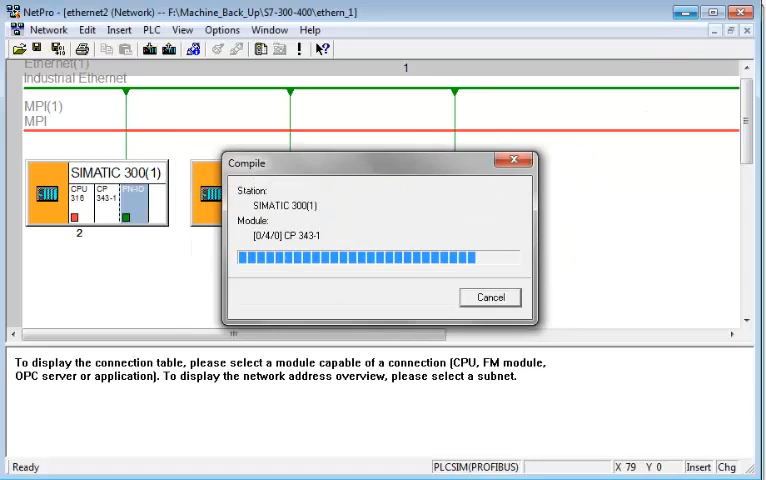 NetPro - [ethernet2 (Network) -- F:\Machine_Back_Up\S7-300-400\ethern_1]
Network Edit Insert PLC View Options Window Help
Ethernet(1)
Industrial Ethernet
1
MPI(1)
MPI
SIMATIC 300(1)
CPU
316
CP
343-1
PN-IO
2
Compile
Station:
SIMATIC 300(1)
Module:
[0/4/0] CP 343-1
Cancel
To display the connection table, please select a module capable of a connection (CPU, FM module,
OPC server or application). To display the network address overview, please select a subnet.
Ready PLCSIM(PROFIBUS) X 79 Y 0 Insert Chg